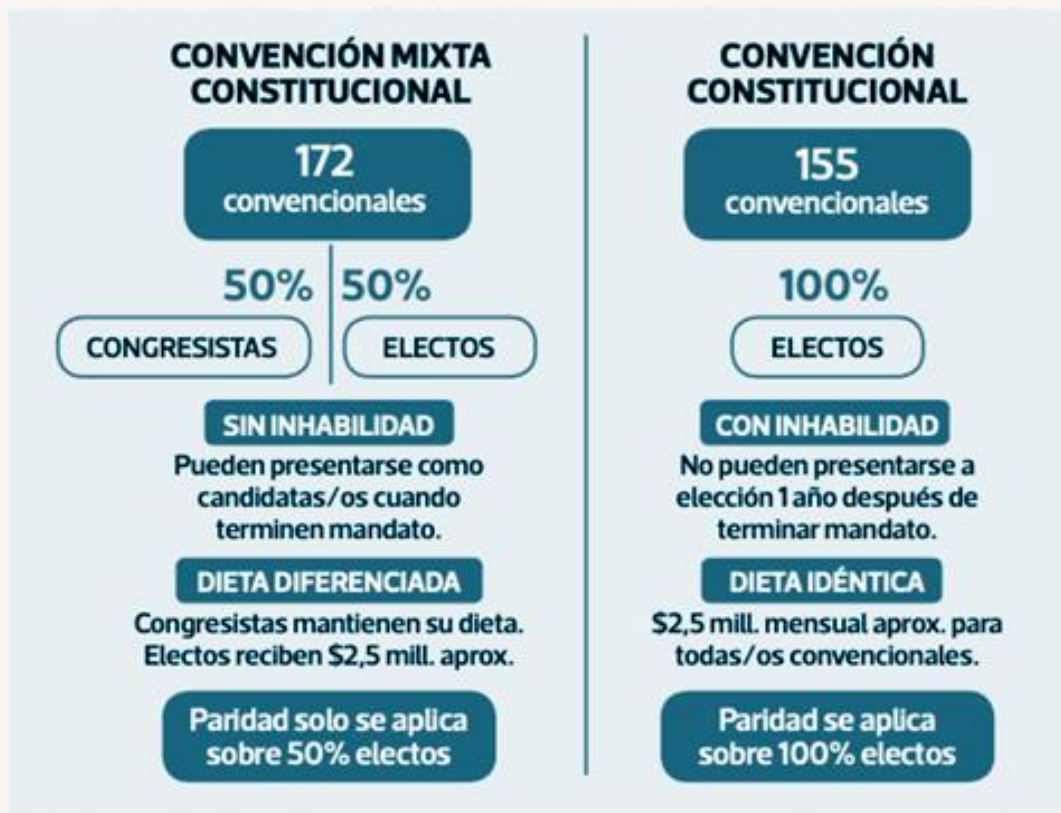 CONVENCIÓN MIXTA
CONSTITUCIONAL
172
convencionales
50%
50%
CONGRESISTAS
ELECTOS
SIN INHABILIDAD
Pueden presentarse como
candidatas/os cuando
terminen mandato.
DIETA DIFERENCIADA
Congresistas mantienen su dieta.
Electos reciben $2,5 mill. aprox.
Paridad solo se aplica
sobre 50% electos
CONVENCIÓN
CONSTITUCIONAL
155
convencionales
100%
ELECTOS
CON INHABILIDAD
No pueden presentarse a
elección 1 año después de
terminar mandato.
DIETA IDÉNTICA
$2,5 mill. mensual aprox. para
todas/os convencionales.
Paridad se aplica
sobre 100% electos